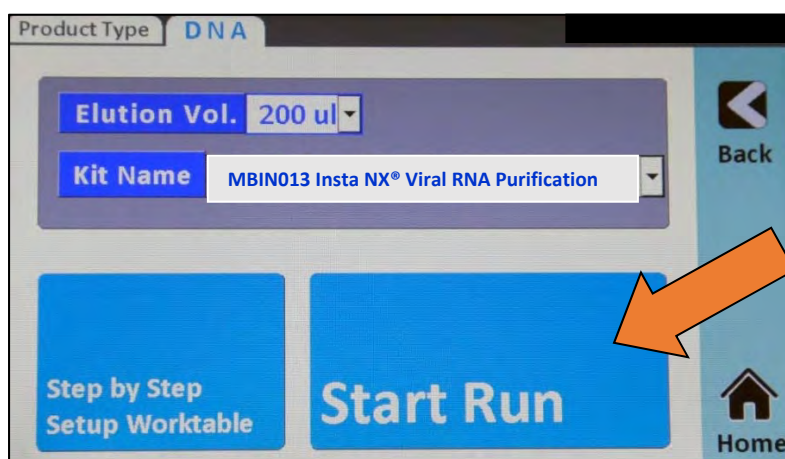 Product Type DNA
Elution Vol. 200 ul
Back
Kit Name MBIN013 Insta NX® Viral RNA Purification
Step by Step
Setup Worktable
Start Run
Home